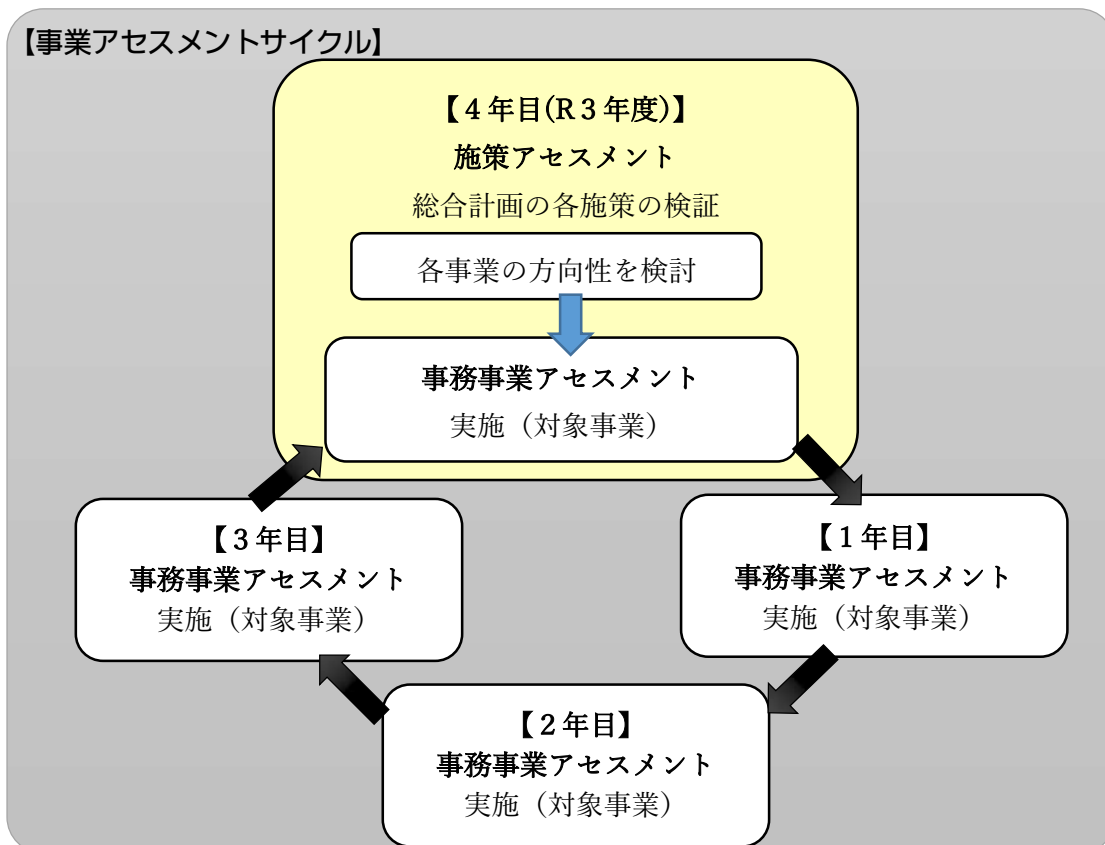 【事業アセスメントサイクル】
【４年目(R３年度)】
施策アセスメント
総合計画の各施策の検証
各事業の方向性を検討
事務事業アセスメント
実施（対象事業）
【１年目】
事務事業アセスメント
実施（対象事業）
【２年目】
事務事業アセスメント
実施（対象事業）
【３年目】
事務事業アセスメント
実施（対象事業）